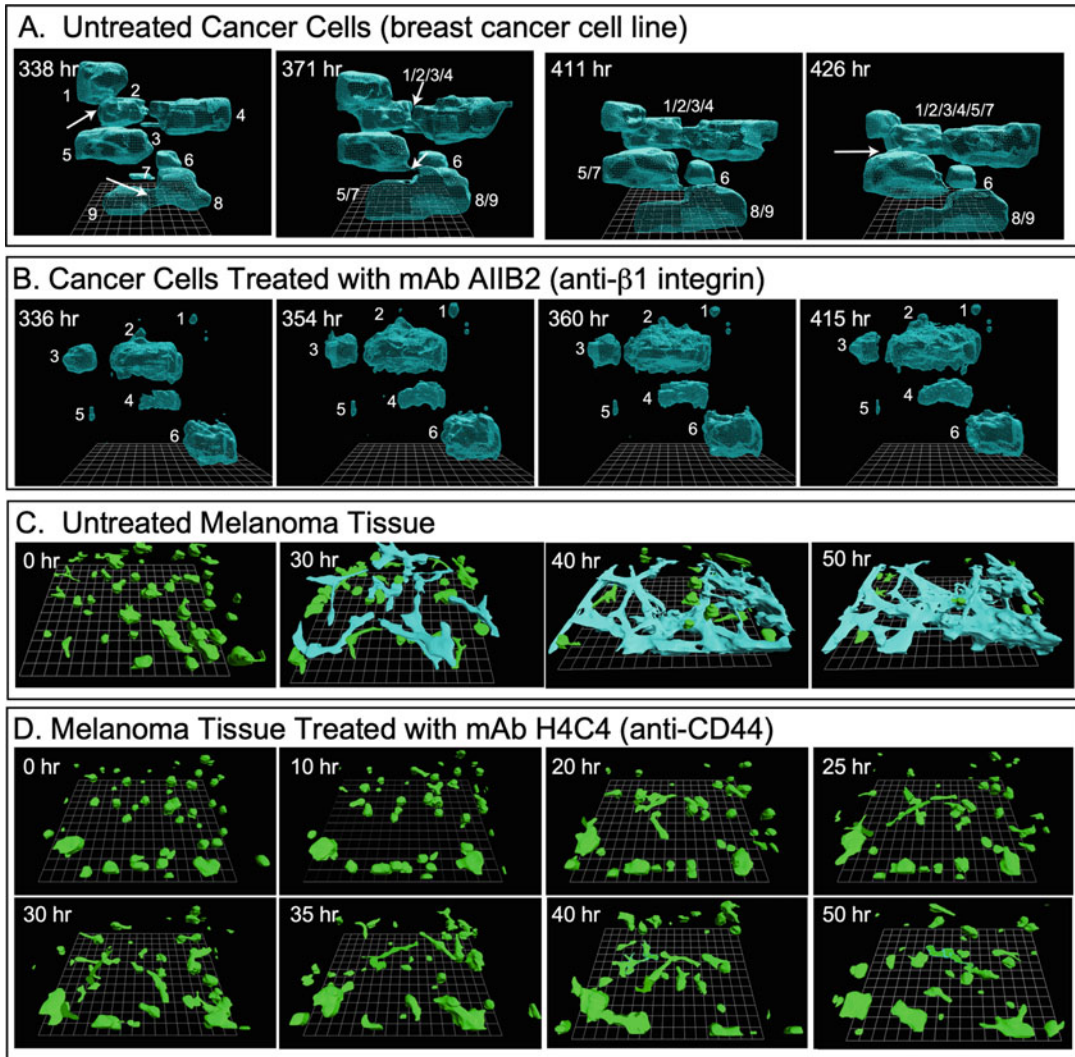 A. Untreated Cancer Cells (breast cancer cell line)
338 hr
1
2
3
4
5
6
7
8
9
371 hr
1/2/3/4
6
5/7
8/9
411 hr
1/2/3/4
5/7
6
8/9
426 hr
1/2/3/4/5/7
6
8/9
B. Cancer Cells Treated with mAb AIIB2 (anti-β1 integrin)
336 hr
1
2
3
4
5
6
354 hr
1
2
3
4
5
6
360 hr
1
2
3
4
5
6
415 hr
1
2
3
4
5
6
C. Untreated Melanoma Tissue
0 hr
30 hr
40 hr
50 hr
D. Melanoma Tissue Treated with mAb H4C4 (anti-CD44)
0 hr
10 hr
20 hr
25 hr
30 hr
35 hr
40 hr
50 hr